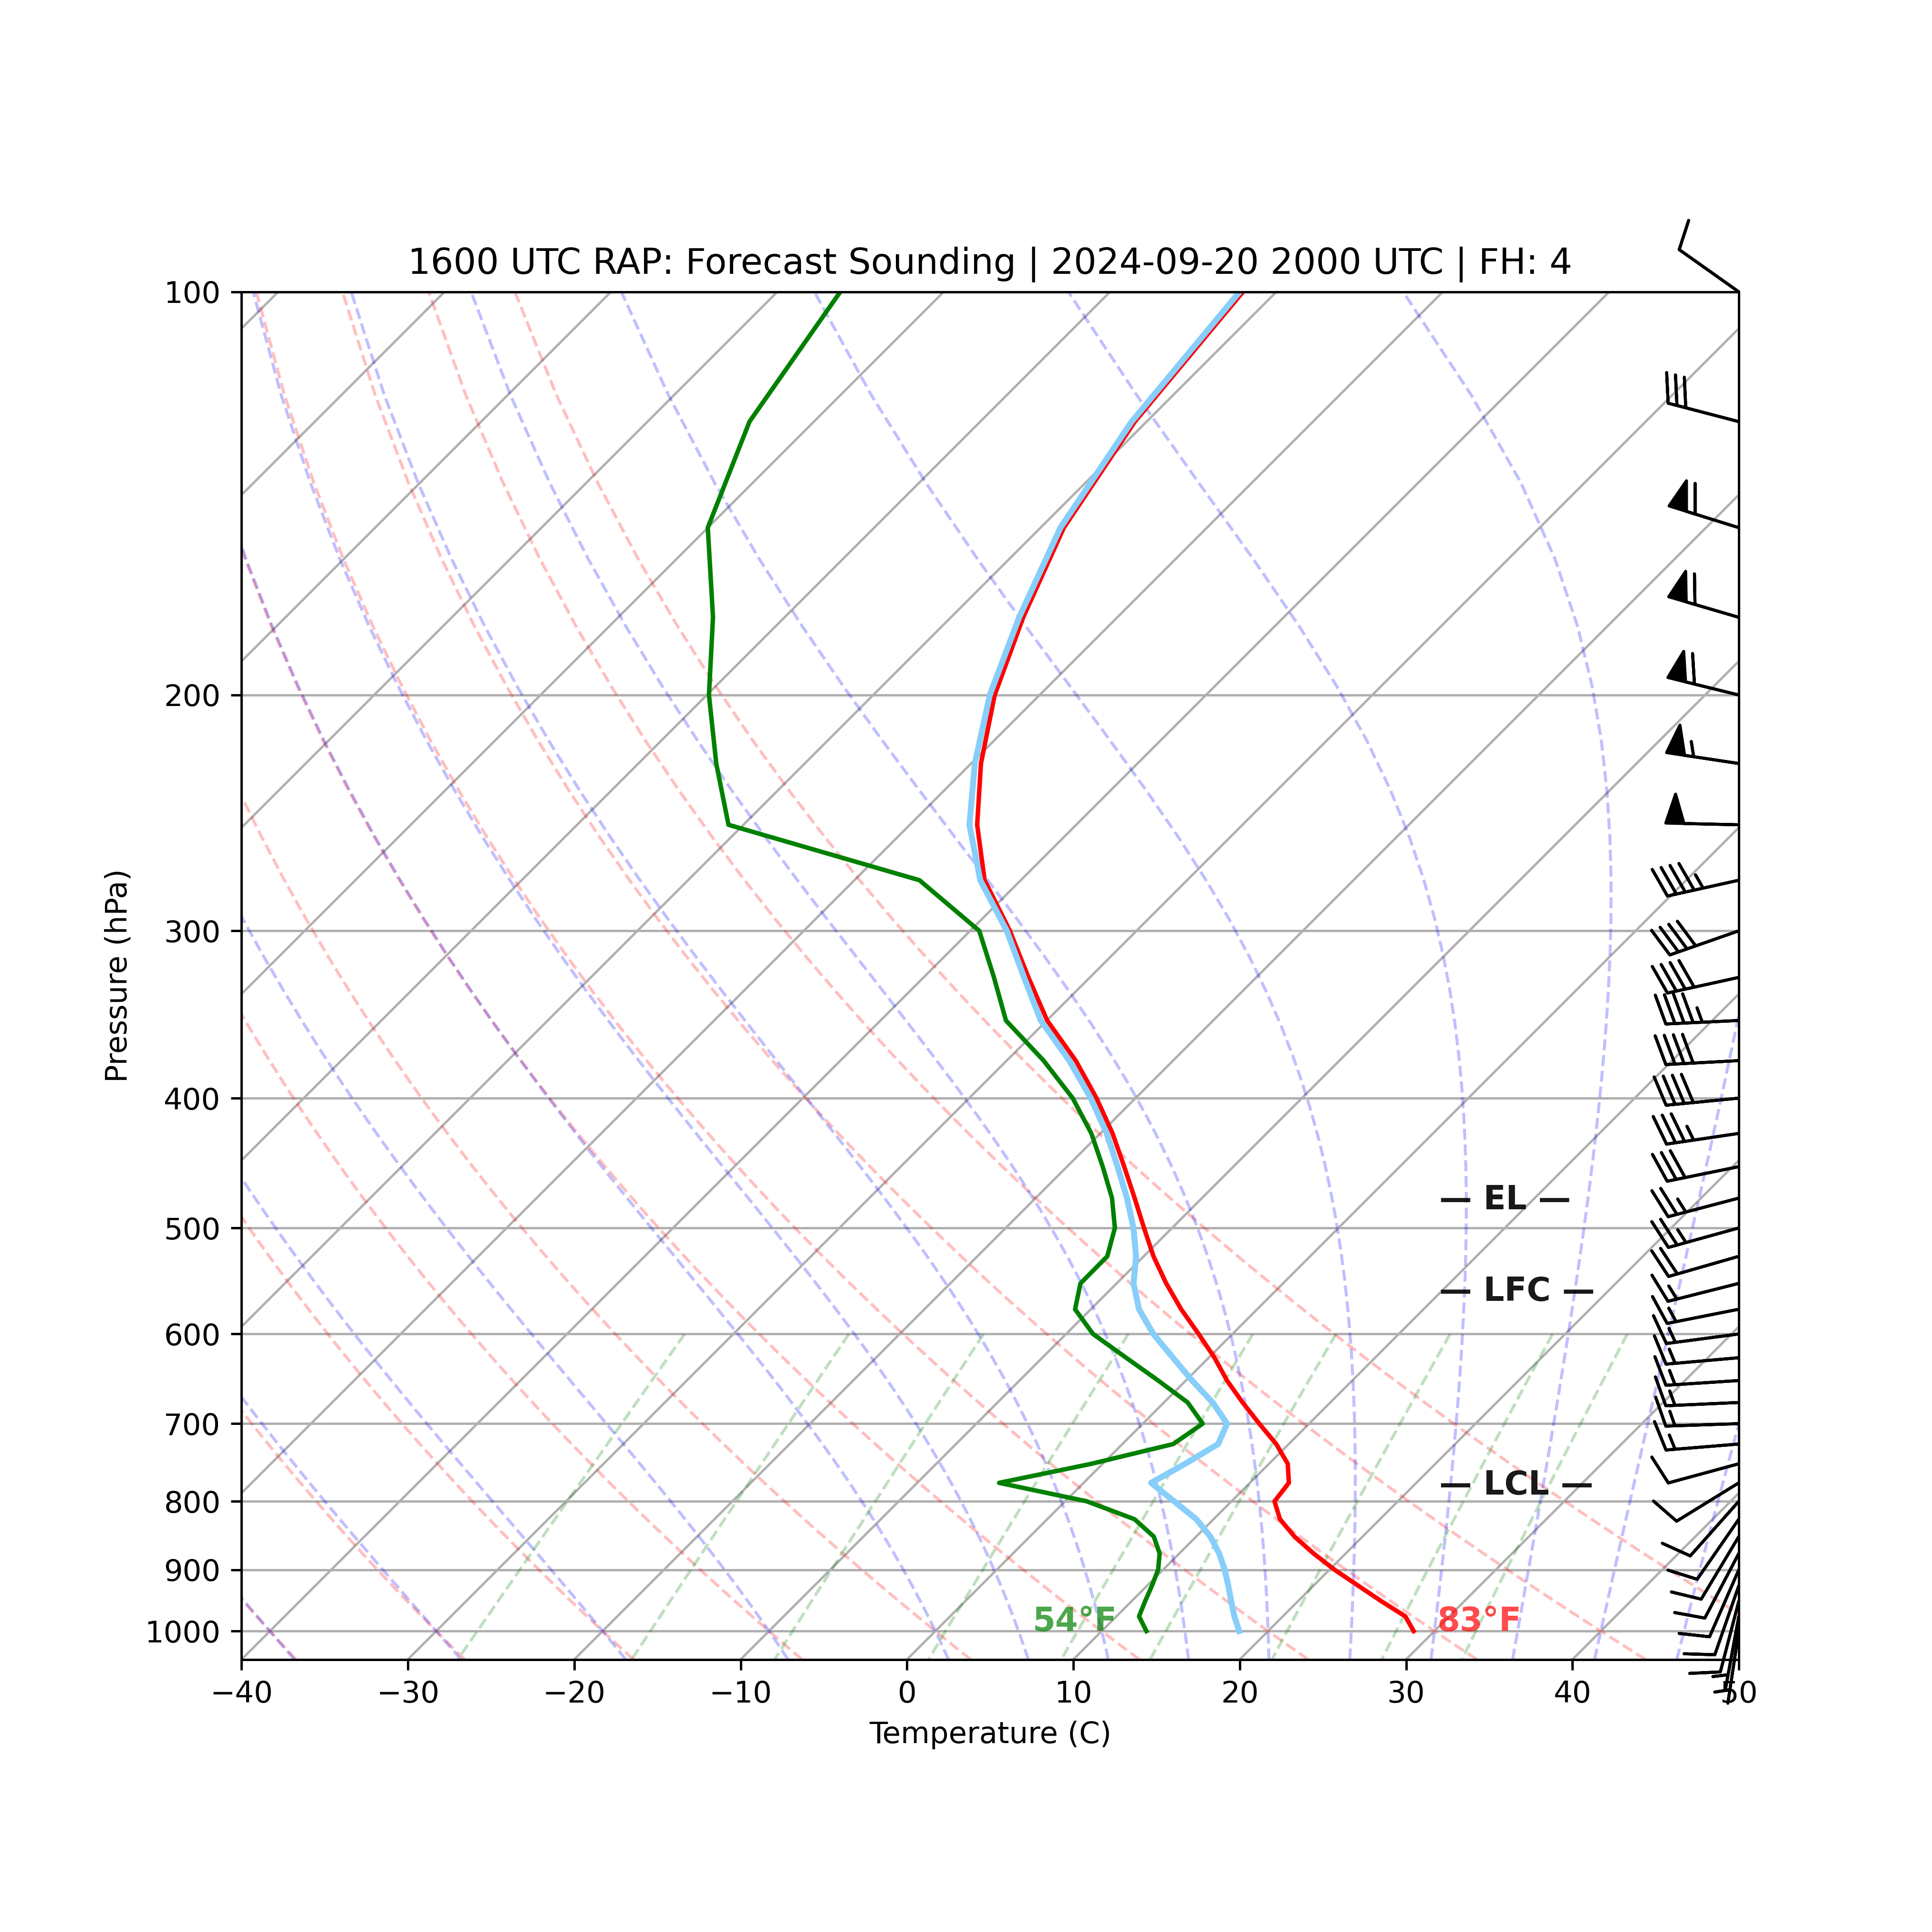 1600 UTC RAP: Forecast Sounding | 2024-09-20 2000 UTC | FH: 4
100
200
300
400
500
600
700
800
900
1000
Pressure (hPa)
— EL —
— LFC —
— LCL —
54°F
83°F
−40 −30 −20 −10 0 10 20 30 40 50
Temperature (C)